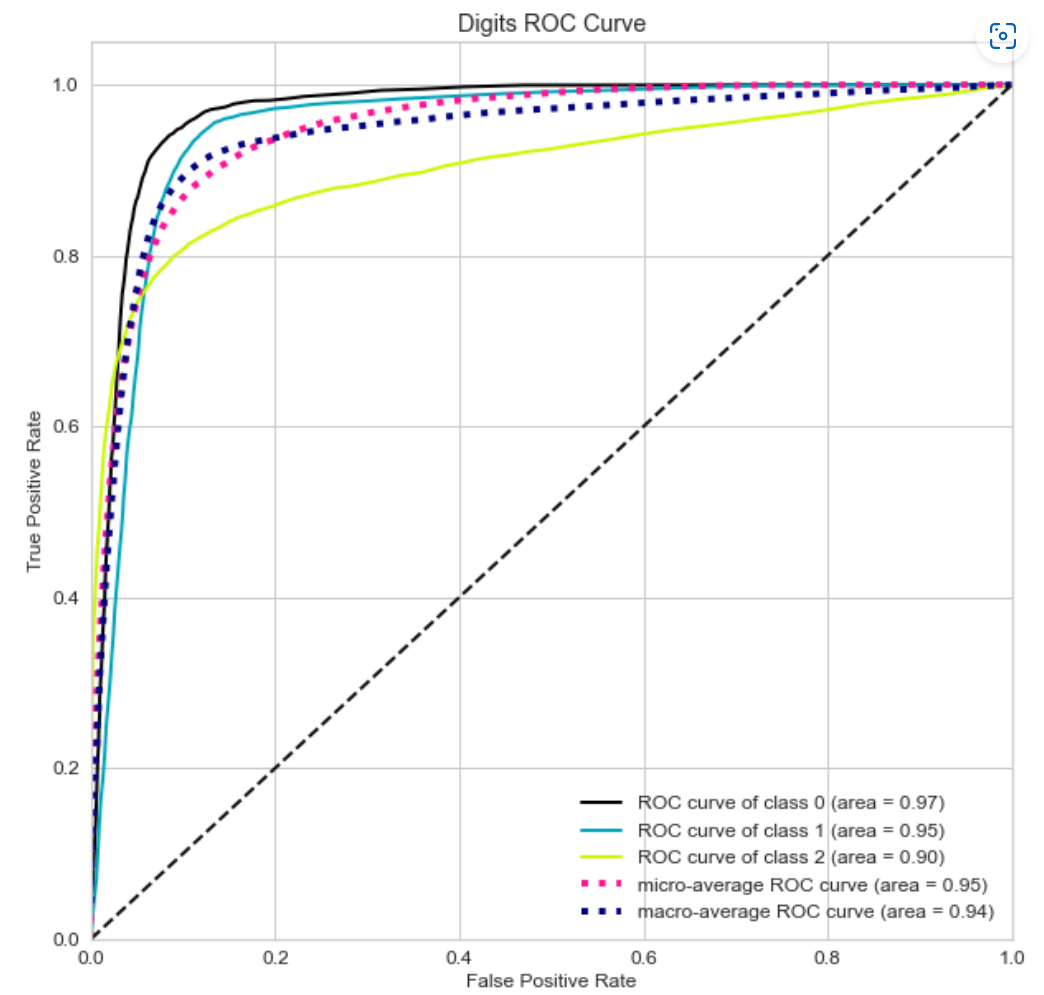 Digits ROC Curve
True Positive Rate
1.0
0.8
0.6
0.4
0.2
0.0
ROC curve of class 0 (area = 0.97)
ROC curve of class 1 (area = 0.95)
ROC curve of class 2 (area = 0.90)
micro-average ROC curve (area = 0.95)
macro-average ROC curve (area = 0.94)
0.0 0.2 0.4 0.6 0.8 1.0
False Positive Rate